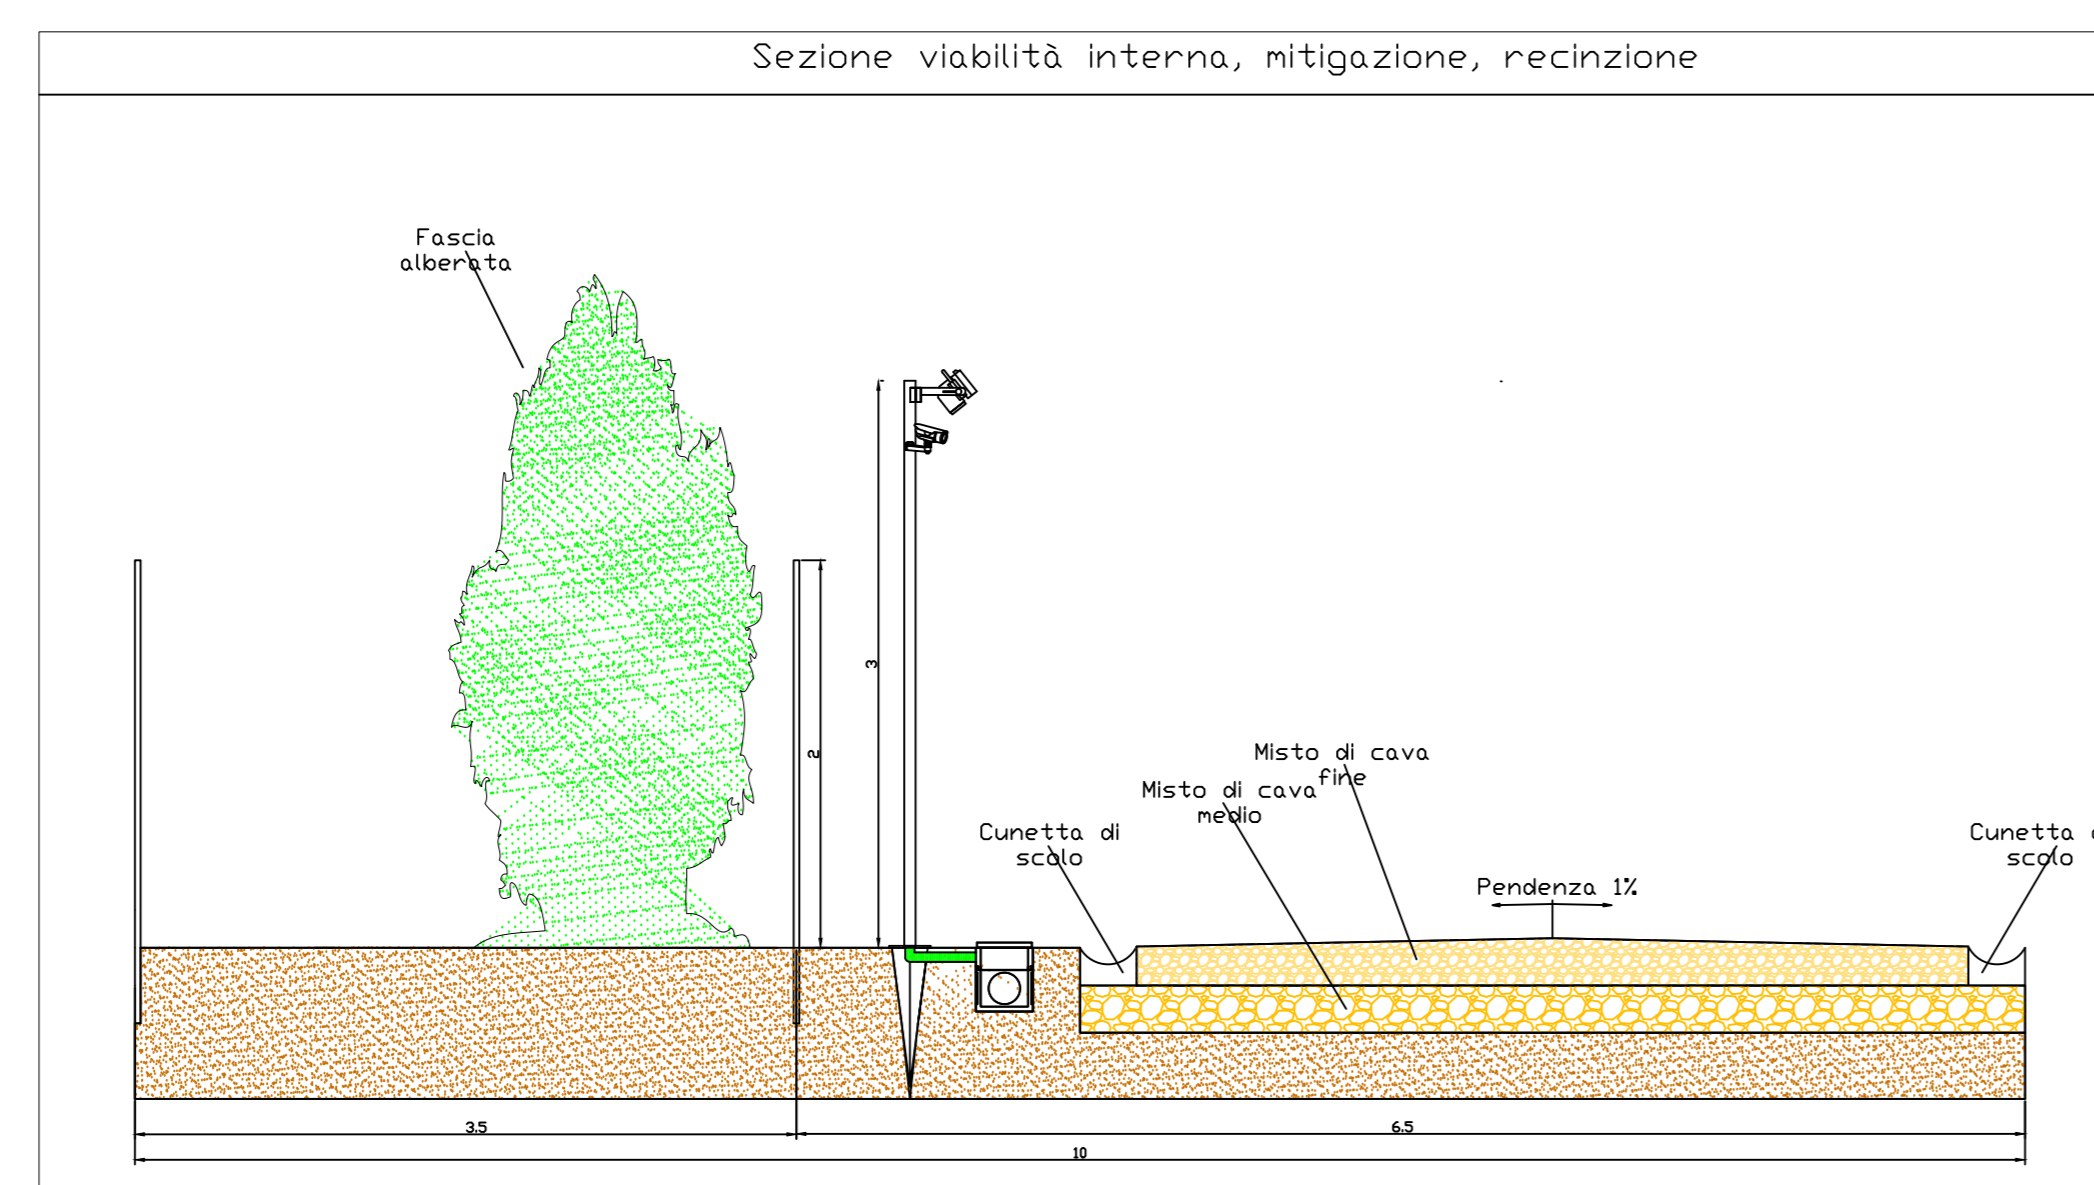 Sezione viabilità interna, mitigazione, recinzione
Fascia
alberata
3
2
Misto di cava
fine
Misto di cava
medio
Cunetta di
scolo
Cunetta
scolo
Pendenza 1%
3.5
6.5
10